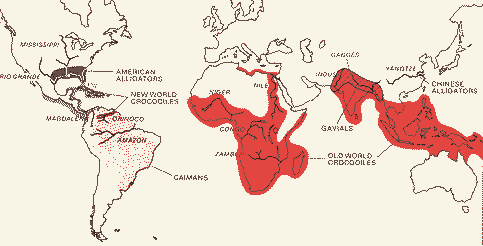 MISSISSIPPI
RIO GRANDE
AMERICAN
ALLIGATORS
NEW WORLD
CROCODILES
MAGDALENA
ORINOCO
AMAZON
CAIMANS
NIGER
NILE
CONGO
ZAMBEZI
GANGES
INDUS
YANGTZE
CHINESE
ALLIGATORS
GAVIALS
OLD WORLD
CROCODILES